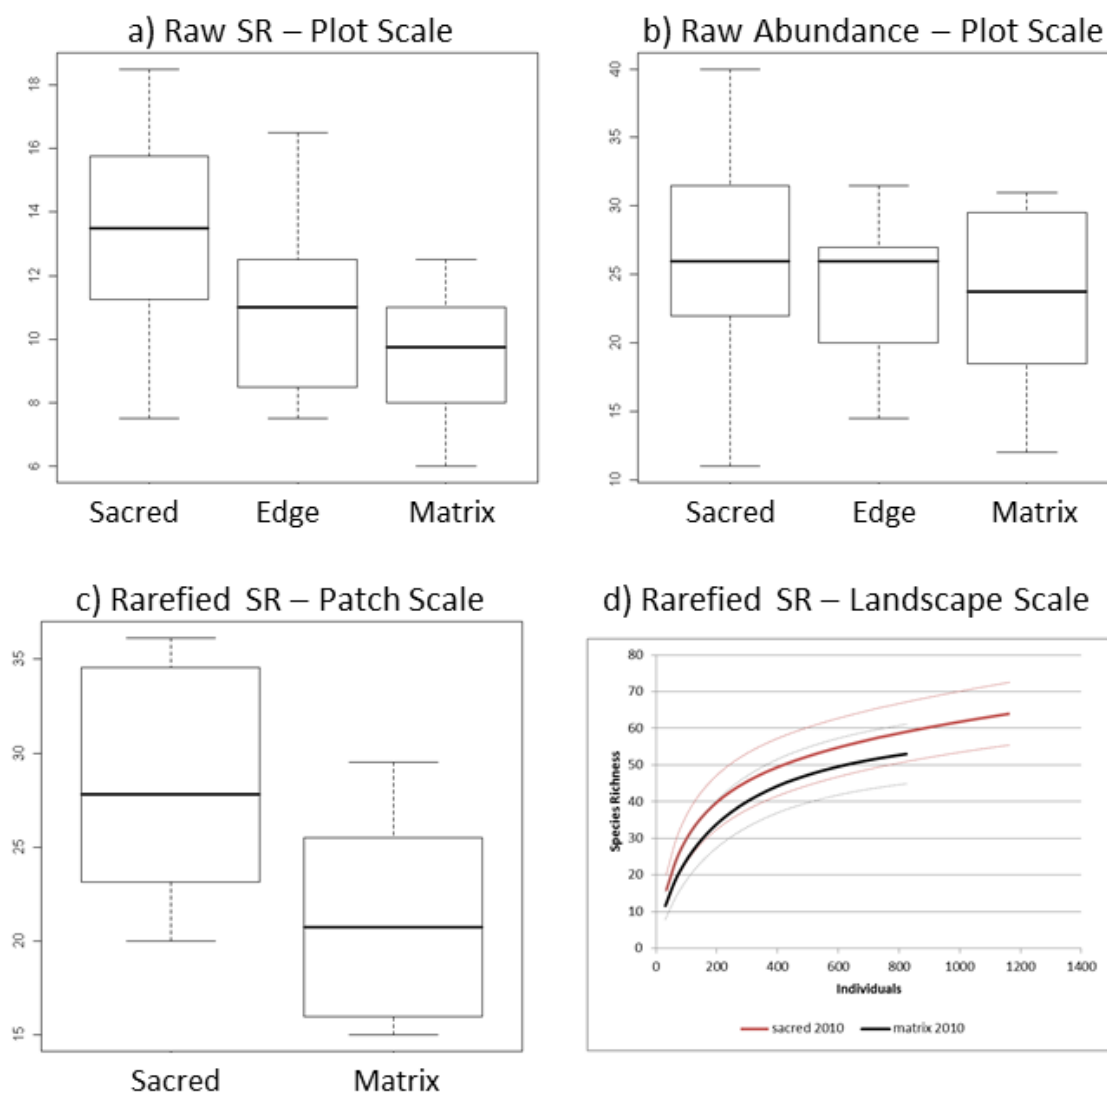 a) Raw SR – Plot Scale
18
16
14
12
10
8
6
Sacred Edge Matrix
b) Raw Abundance – Plot Scale
40
35
30
25
20
15
10
Sacred Edge Matrix
c) Rarefied SR – Patch Scale
35
30
25
20
15
Sacred Matrix
d) Rarefied SR – Landscape Scale
Species Richness
80
70
60
50
40
30
20
10
0
0 200 400 600 800 1000 1200 1400
Individuals
sacred 2010 matrix 2010